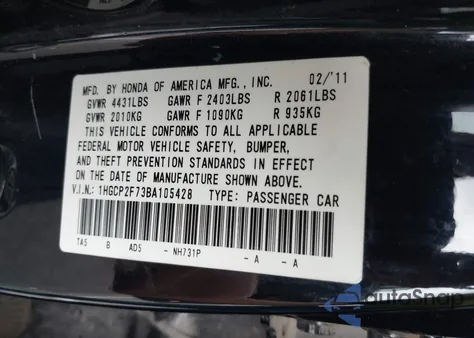 MFD. BY HONDA OF AMERICA MFG., INC. 02/'11
GVWR 4431LBS GAWR F 2403LBS R 2061LBS
GVWR 2010KG GAWR F 1090KG R 935KG
THIS VEHICLE CONFORMS TO ALL APPLICABLE
FEDERAL MOTOR VEHICLE SAFETY, BUMPER,
AND THEFT PREVENTION STANDARDS IN EFFECT
ON THE DATE OF MANUFACTURE SHOWN ABOVE.
V.I.N.: 1HGCP2F73BA105428 TYPE: PASSENGER CAR
TA5 B AD5 - NH731P -A -A
autoSnap